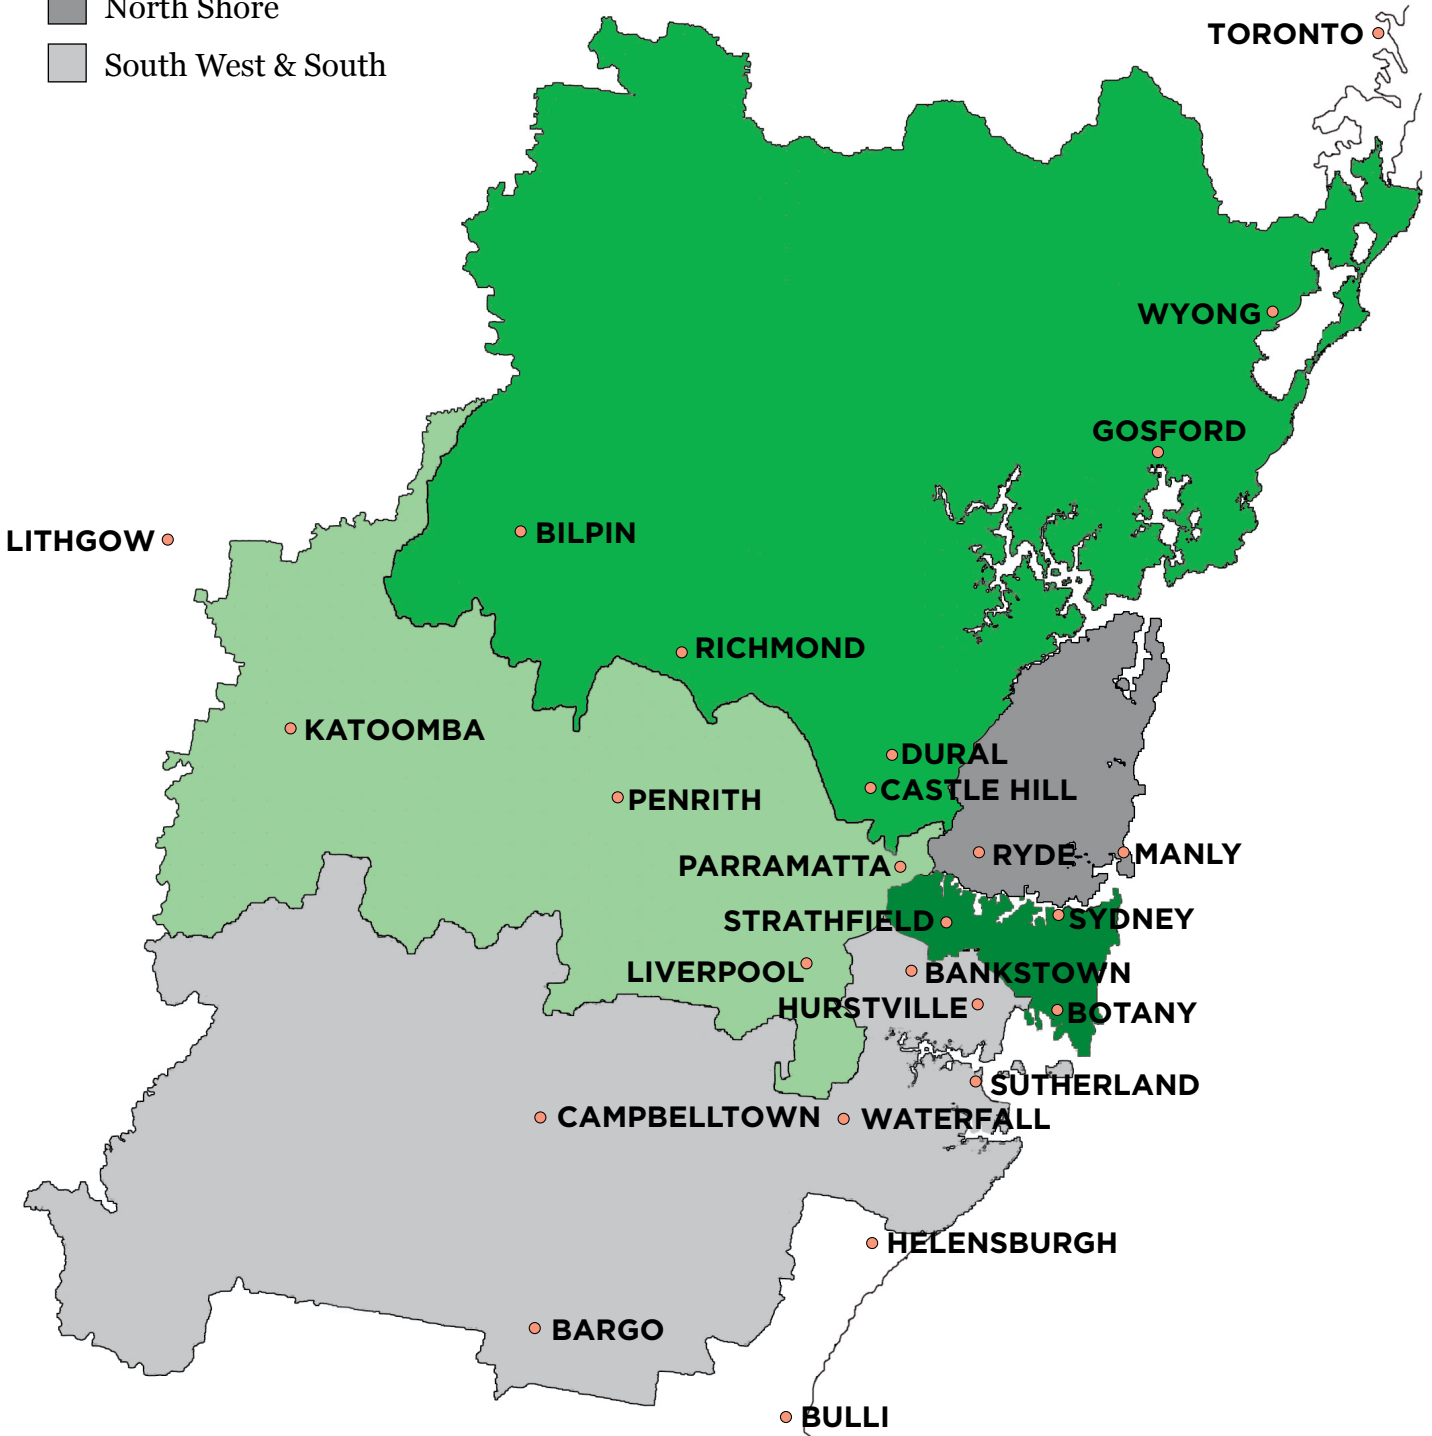 North Shore
TORONTO
South West & South
WYONG
GOSFORD
BILPIN
LITHGOW
RICHMOND
KATOOMBA
DURAL
CASTLE HILL
PENRITH
RYDE
MANLY
PARRAMATTA
STRATHFIELD
SYDNEY
LIVERPOOL
BANKSTOWN
HURSTVILLE
BOTANY
SUTHERLAND
CAMPBELLTOWN
WATERFALL
HELENSBURGH
BARGO
BULLI